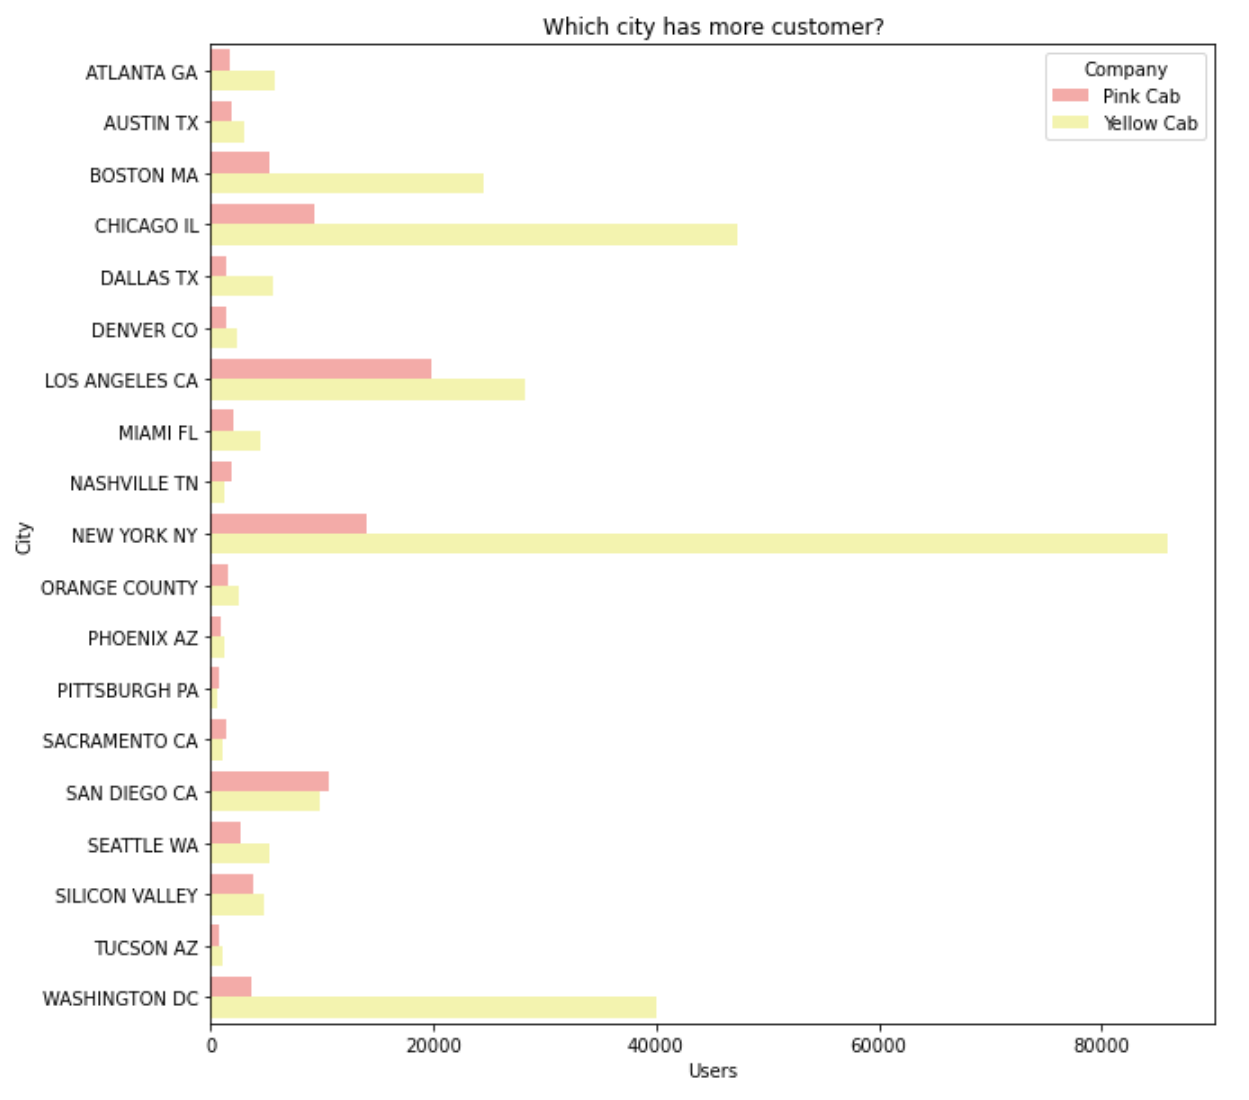 Which city has more customer?
Company
Pink Cab
Yellow Cab
ATLANTA GA
AUSTIN TX
BOSTON MA
CHICAGO IL
DALLAS TX
DENVER CO
LOS ANGELES CA
MIAMI FL
NASHVILLE TN
NEW YORK NY
ORANGE COUNTY
PHOENIX AZ
PITTSBURGH PA
SACRAMENTO CA
SAN DIEGO CA
SEATTLE WA
SILICON VALLEY
TUCSON AZ
WASHINGTON DC
City
0 20000 40000 60000 80000
Users